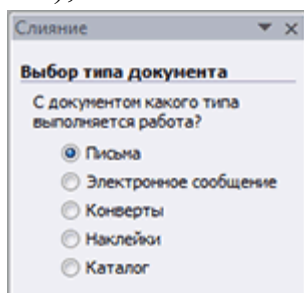 Слияние
Выбор типа документа
С документом какого типа
выполняется работа?
Письма
Электронное сообщение
Конверты
Наклейки
Каталог